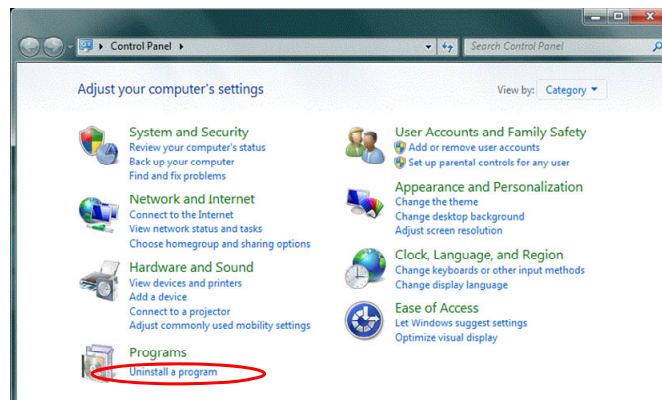 Control Panel
Search Control Panel
Adjust your computer's settings
View by: Category
System and Security
Review your computer's status
Back up your computer
Find and fix problems
Network and Internet
Connect to the Internet
View network status and tasks
Choose homegroup and sharing options
Hardware and Sound
View devices and printers
Add a device
Connect to a projector
Adjust commonly used mobility settings
Programs
Uninstall a program
User Accounts and Family Safety
Add or remove user accounts
Set up parental controls for any user
Appearance and Personalization
Change the theme
Change desktop background
Adjust screen resolution
Clock, Language, and Region
Change keyboards or other input methods
Change display language
Ease of Access
Let Windows suggest settings
Optimize visual display